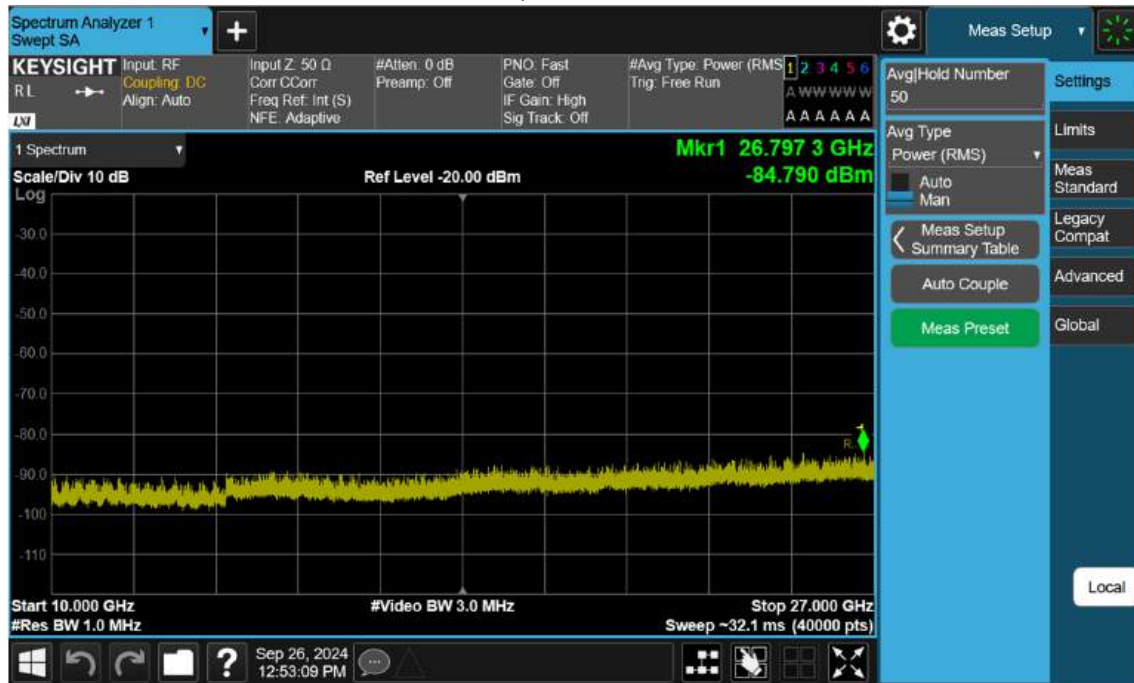 Spectrum Analyzer 1
Swept SA
+
Meas Setup
KEYSIGHT
RL
LXI
Input: RF
Coupling: DC
Align: Auto
Input Z: 50 Ω
Corr CCorr
Freq Ref: Int (S)
NFE: Adaptive
#Atten: 0 dB
Preamp: Off
PNO: Fast
Gate: Off
IF Gain: High
Sig Track: Off
#Avg Type: Power (RMS
Trig: Free Run
1 2 3 4 5 6
A W W W W W
A A A A A A
1 Spectrum
Mkr1 26.797 3 GHz
Scale/Div 10 dB
Ref Level -20.00 dBm
-84.790 dBm
Log
-30.0
-40.0
-50.0
-60.0
-70.0
-80.0
-90.0
-100
-110
1
R
Start 10.000 GHz
#Video BW 3.0 MHz
Stop 27.000 GHz
#Res BW 1.0 MHz
Sweep ~32.1 ms (40000 pts)
?
Sep 26, 2024
12:53:09 PM
Avg|Hold Number
50
Avg Type
Power (RMS)
Auto
Man
Meas Setup
Summary Table
Auto Couple
Meas Preset
Settings
Limits
Meas
Standard
Legacy
Compat
Advanced
Global
Local